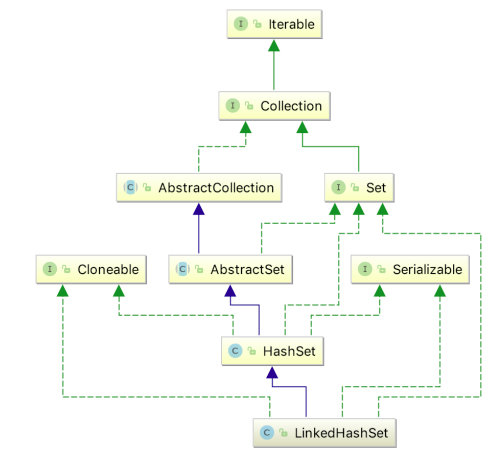 I Iterable
I Collection
C AbstractCollection
I Set
I Cloneable
C AbstractSet
I Serializable
C HashSet
C LinkedHashSet